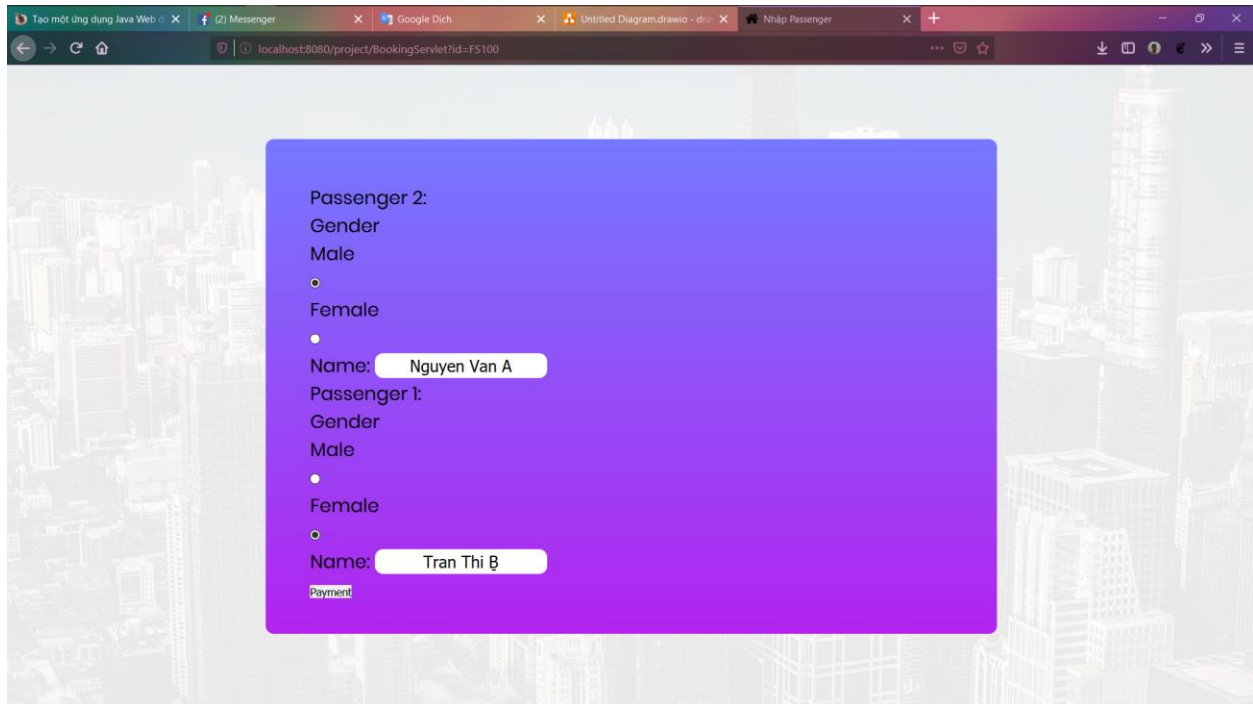 Tạo một ứng dụng Java Web d
(2) Messenger
Google Dịch
Untitled Diagram.drawio - dra
Nhập Passenger
localhost:8080/project/BookingServlet?id=FS100
Passenger 2:
Gender
Male
Female
Name: Nguyen Van A
Passenger 1:
Gender
Male
Female
Name: Tran Thi B
Payment